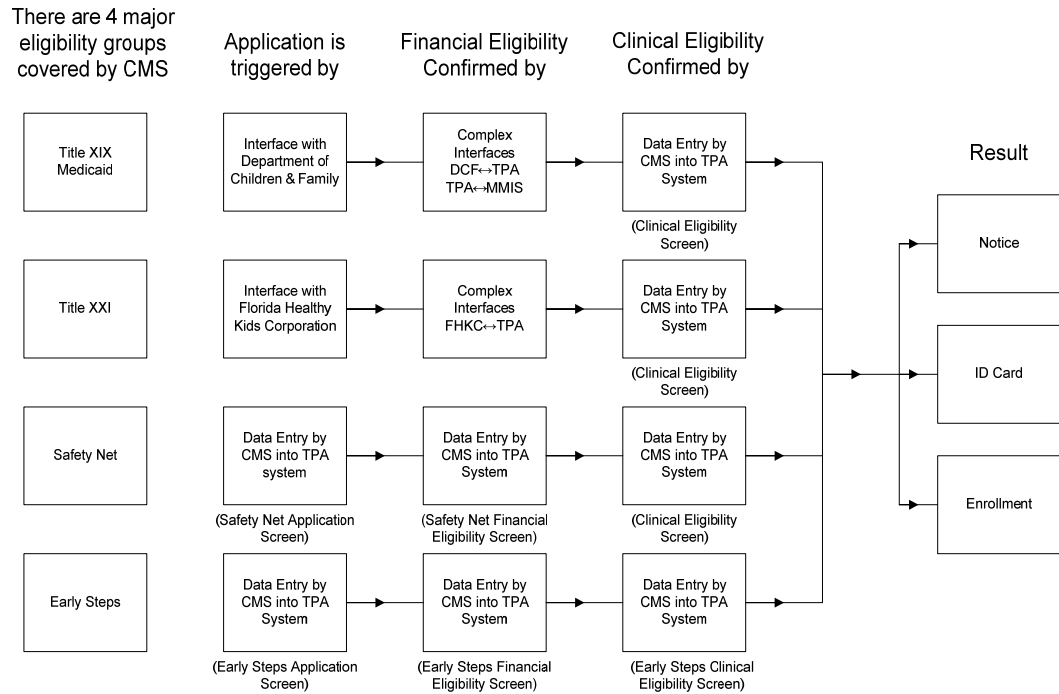 There are 4 major
eligibility groups
covered by CMS
Application is
triggered by
Financial Eligibility
Confirmed by
Clinical Eligibility
Confirmed by
Result
Title XIX
Medicaid
Interface with
Department of
Children & Family
Complex
Interfaces
DCF↔TPA
TPA↔MMIS
Data Entry by
CMS into TPA
System
(Clinical Eligibility
Screen)
Title XXI
Interface with
Florida Healthy
Kids Corporation
Complex
Interfaces
FHKC↔TPA
Data Entry by
CMS into TPA
System
(Clinical Eligibility
Screen)
Safety Net
Data Entry by
CMS into TPA
system
(Safety Net Application
Screen)
Data Entry by
CMS into TPA
System
(Safety Net Financial
Eligibility Screen)
Data Entry by
CMS into TPA
System
(Clinical Eligibility
Screen)
Early Steps
Data Entry by
CMS into TPA
System
(Early Steps Application
Screen)
Data Entry by
CMS into TPA
System
(Early Steps Financial
Eligibility Screen)
Data Entry by
CMS into TPA
System
(Early Steps Clinical
Eligibility Screen)
Notice
ID Card
Enrollment